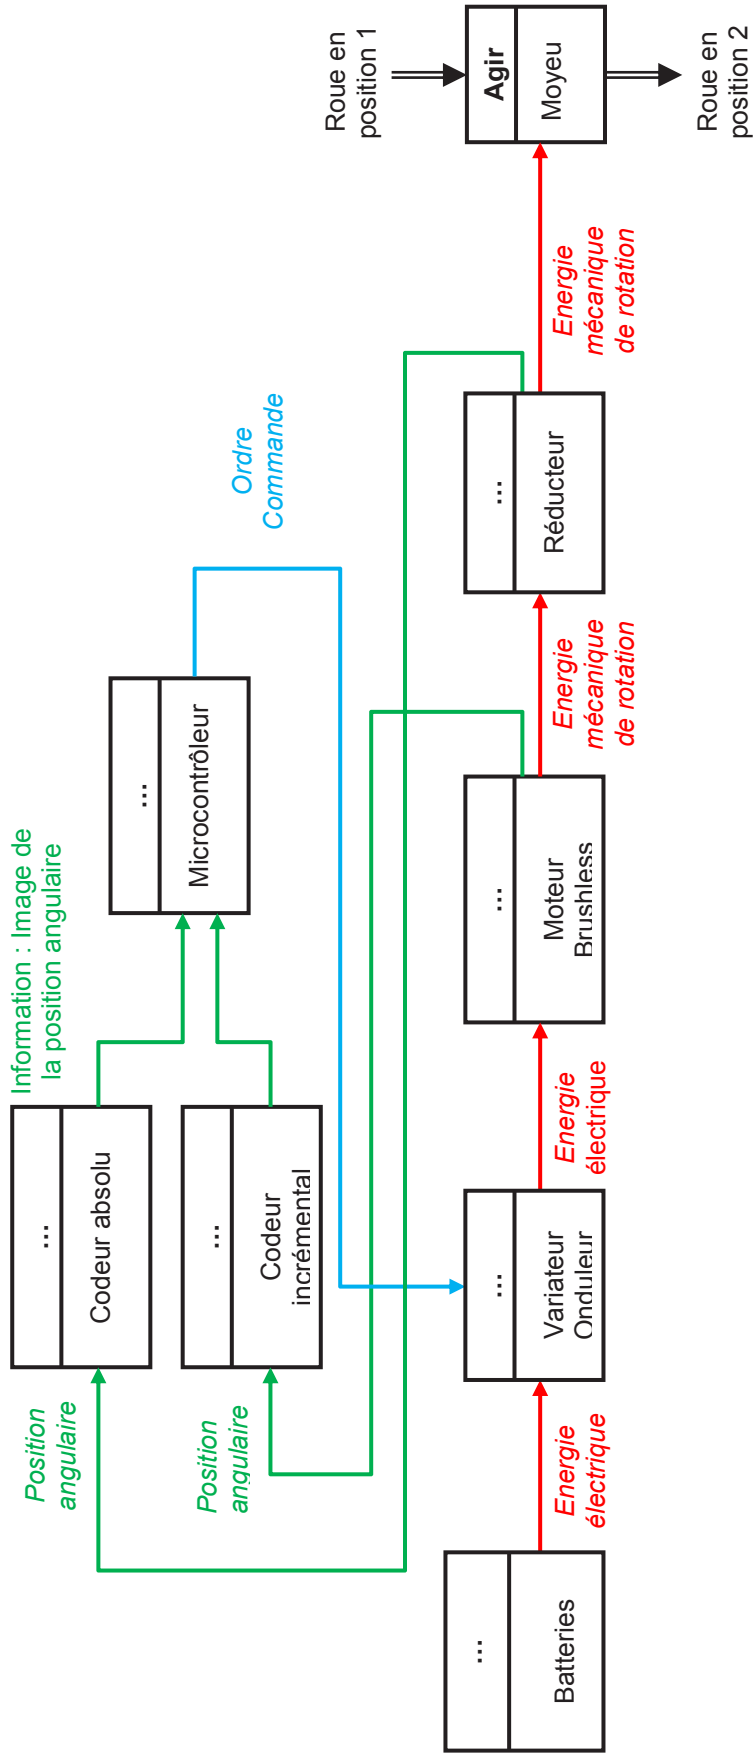 Information : Image de
la position angulaire
Position
angulaire
...
Codeur absolu
Position
angulaire
...
Codeur
incrémental
...
Microcontrôleur
Ordre
Commande
...
Batteries
Energie
électrique
...
Variateur
Onduleur
Energie
électrique
...
Moteur
Brushless
Energie
mécanique
de rotation
...
Réducteur
Energie
mécanique
de rotation
Roue en
position 1
Agir
Moyeu
Roue en
position 2